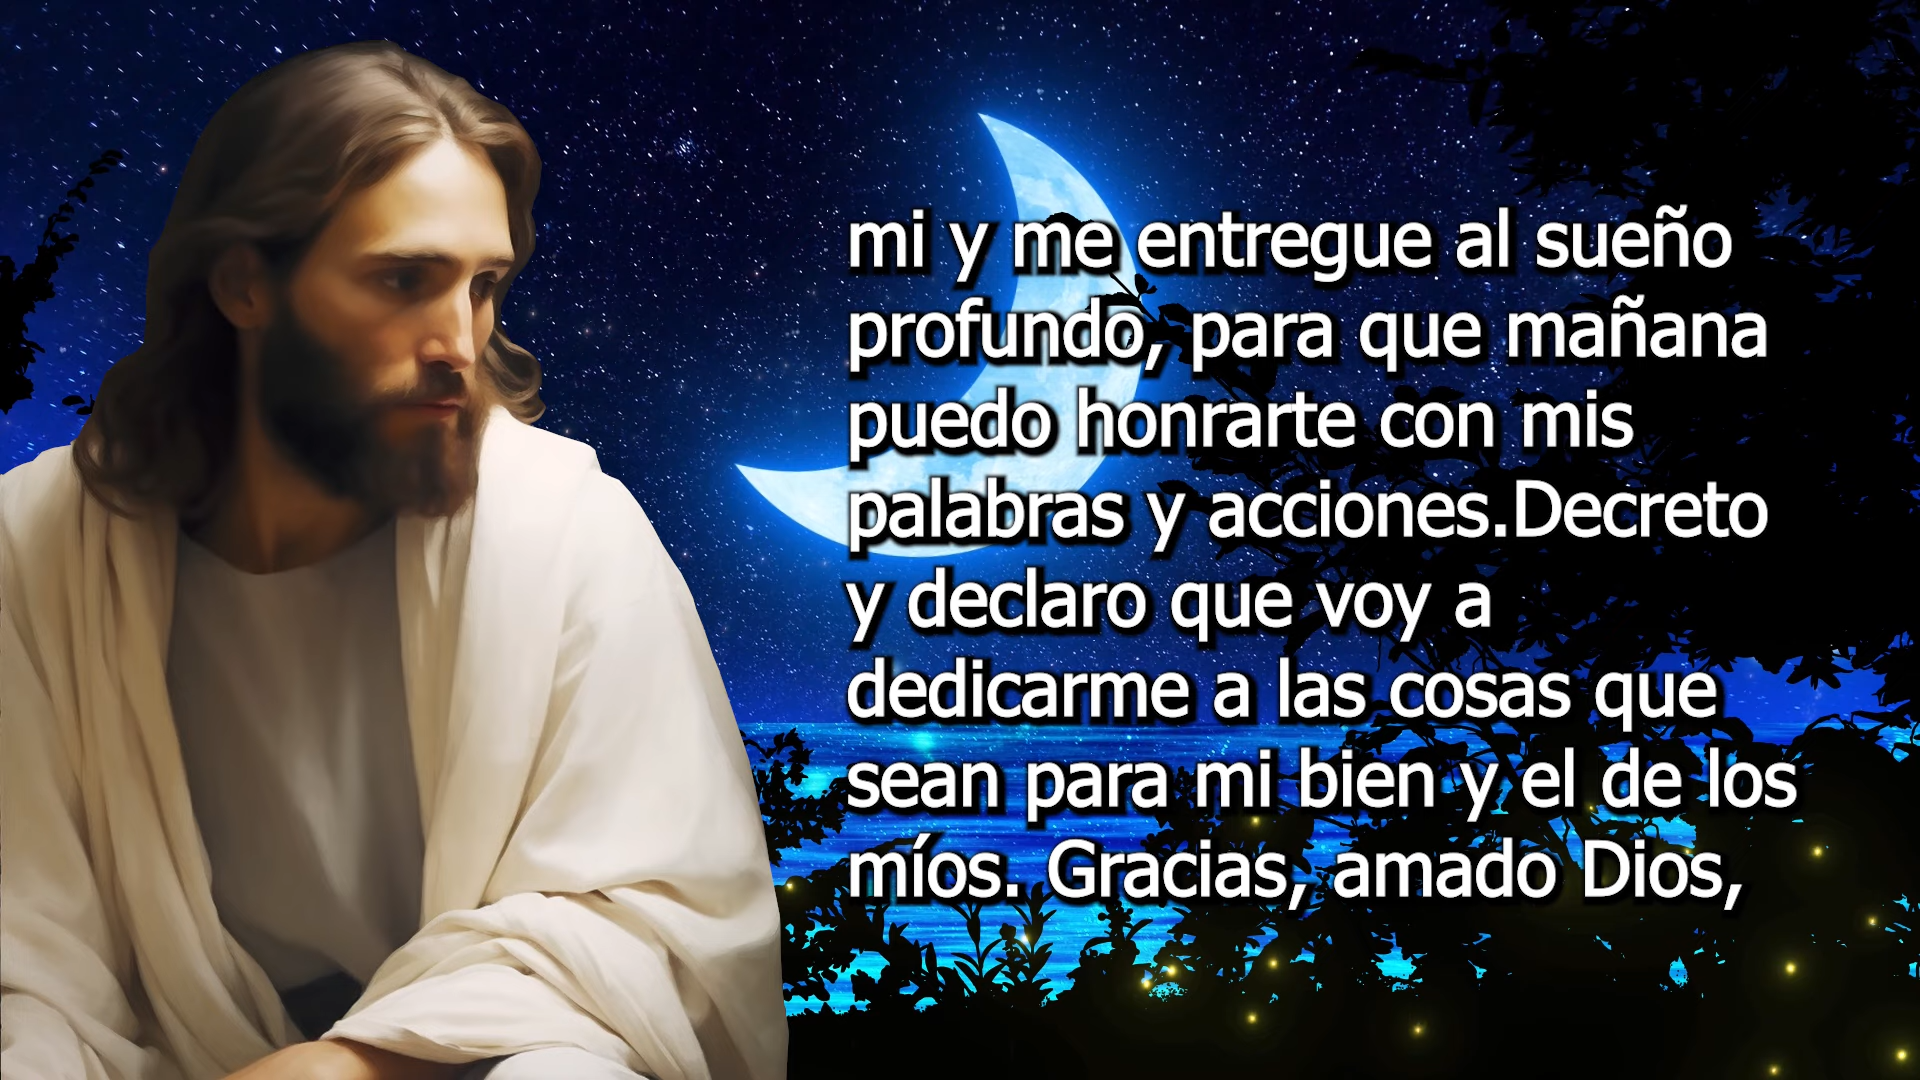 mi y me entregue al sueño
profundo, para que mañana
puedo honrarte con mis
palabras y acciones.Decreto
y declaro que voy a
dedicarme a las cosas que
sean para mi bien y el de los
míos. Gracias, amado Dios,